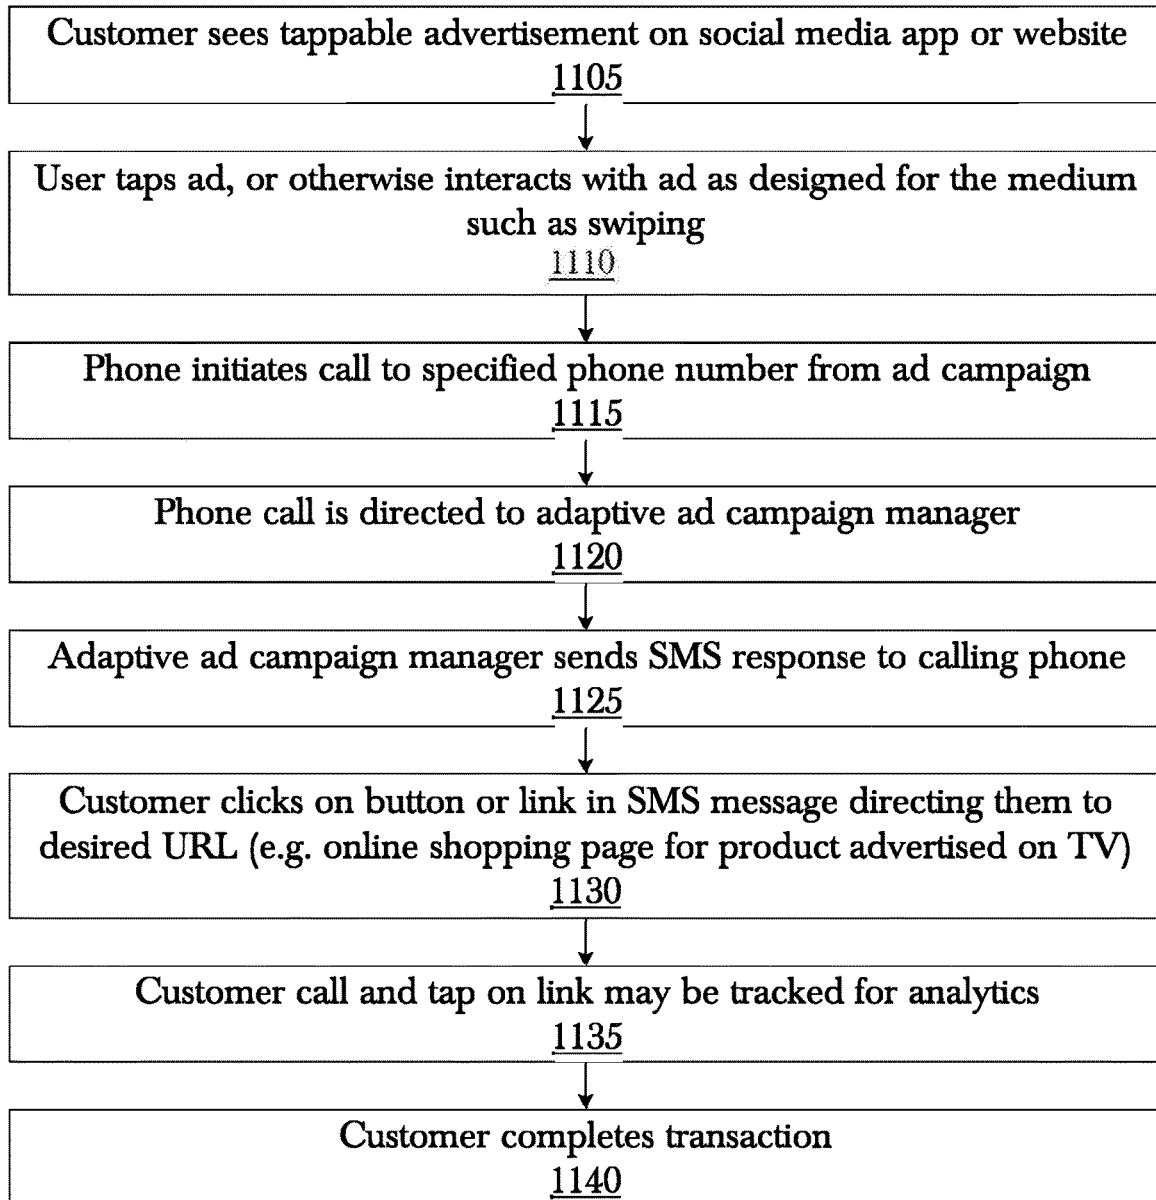 Customer sees tappable advertisement on social media app or website
1105
User taps ad, or otherwise interacts with ad as designed for the medium
such as swiping
1110
Phone initiates call to specified phone number from ad campaign
1115
Phone call is directed to adaptive ad campaign manager
1120
Adaptive ad campaign manager sends SMS response to calling phone
1125
Customer clicks on button or link in SMS message directing them to
desired URL (e.g. online shopping page for product advertised on TV)
1130
Customer call and tap on link may be tracked for analytics
1135
Customer completes transaction
1140